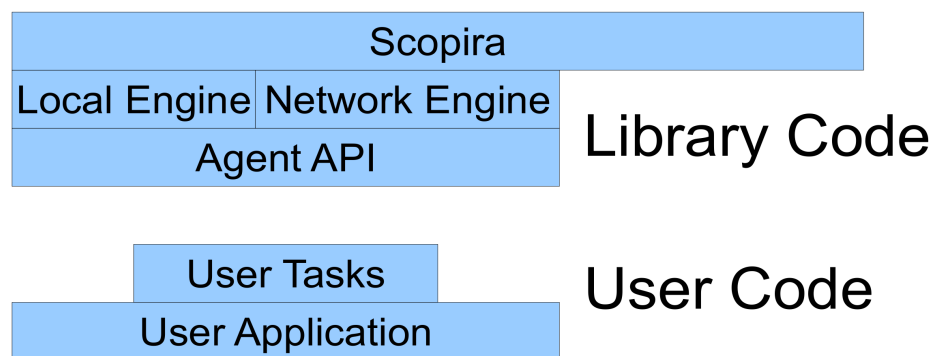 Scopira
Local Engine
Network Engine
Agent API
Library Code
User Tasks
User Application
User Code